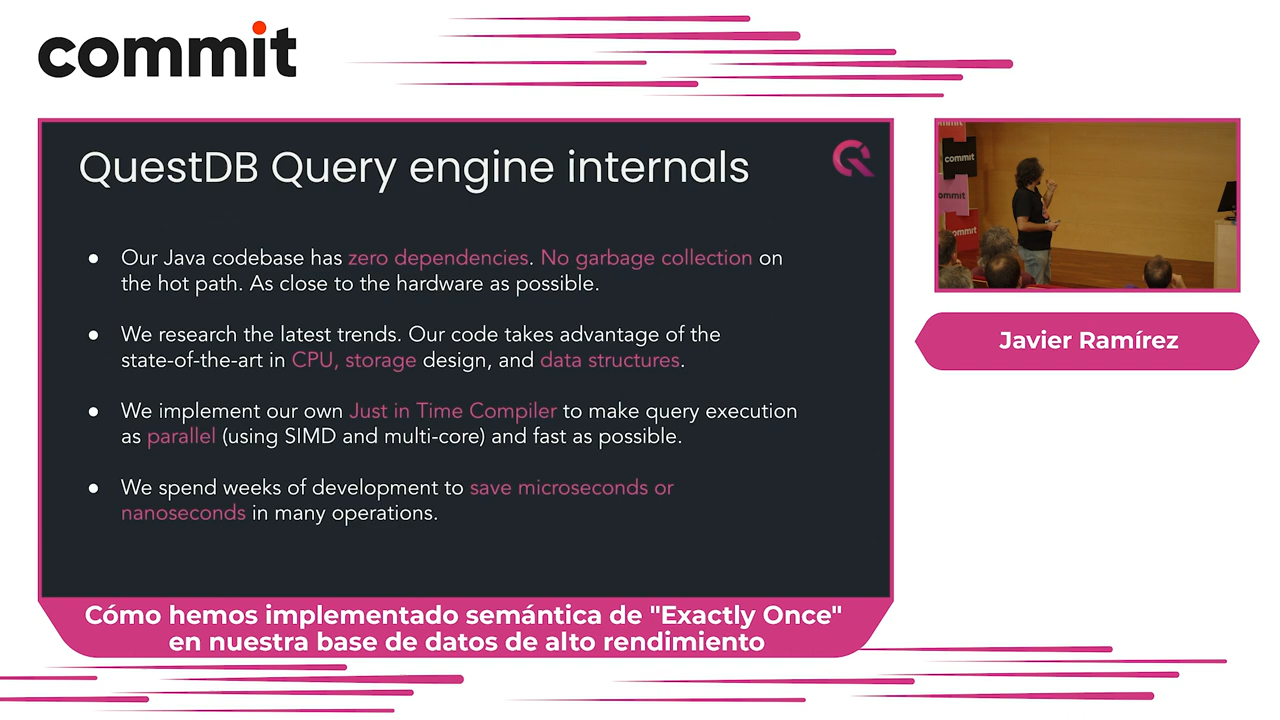 commit
QuestDB Query engine internals
● Our Java codebase has zero dependencies. No garbage collection on
the hot path. As close to the hardware as possible.
● We research the latest trends. Our code takes advantage of the
state-of-the-art in CPU, storage design, and data structures.
● We implement our own Just in Time Compiler to make query execution
as parallel (using SIMD and multi-core) and fast as possible.
● We spend weeks of development to save microseconds or
nanoseconds in many operations.
commit
Javier Ramírez
Cómo hemos implementado semántica de "Exactly Once"
en nuestra base de datos de alto rendimiento